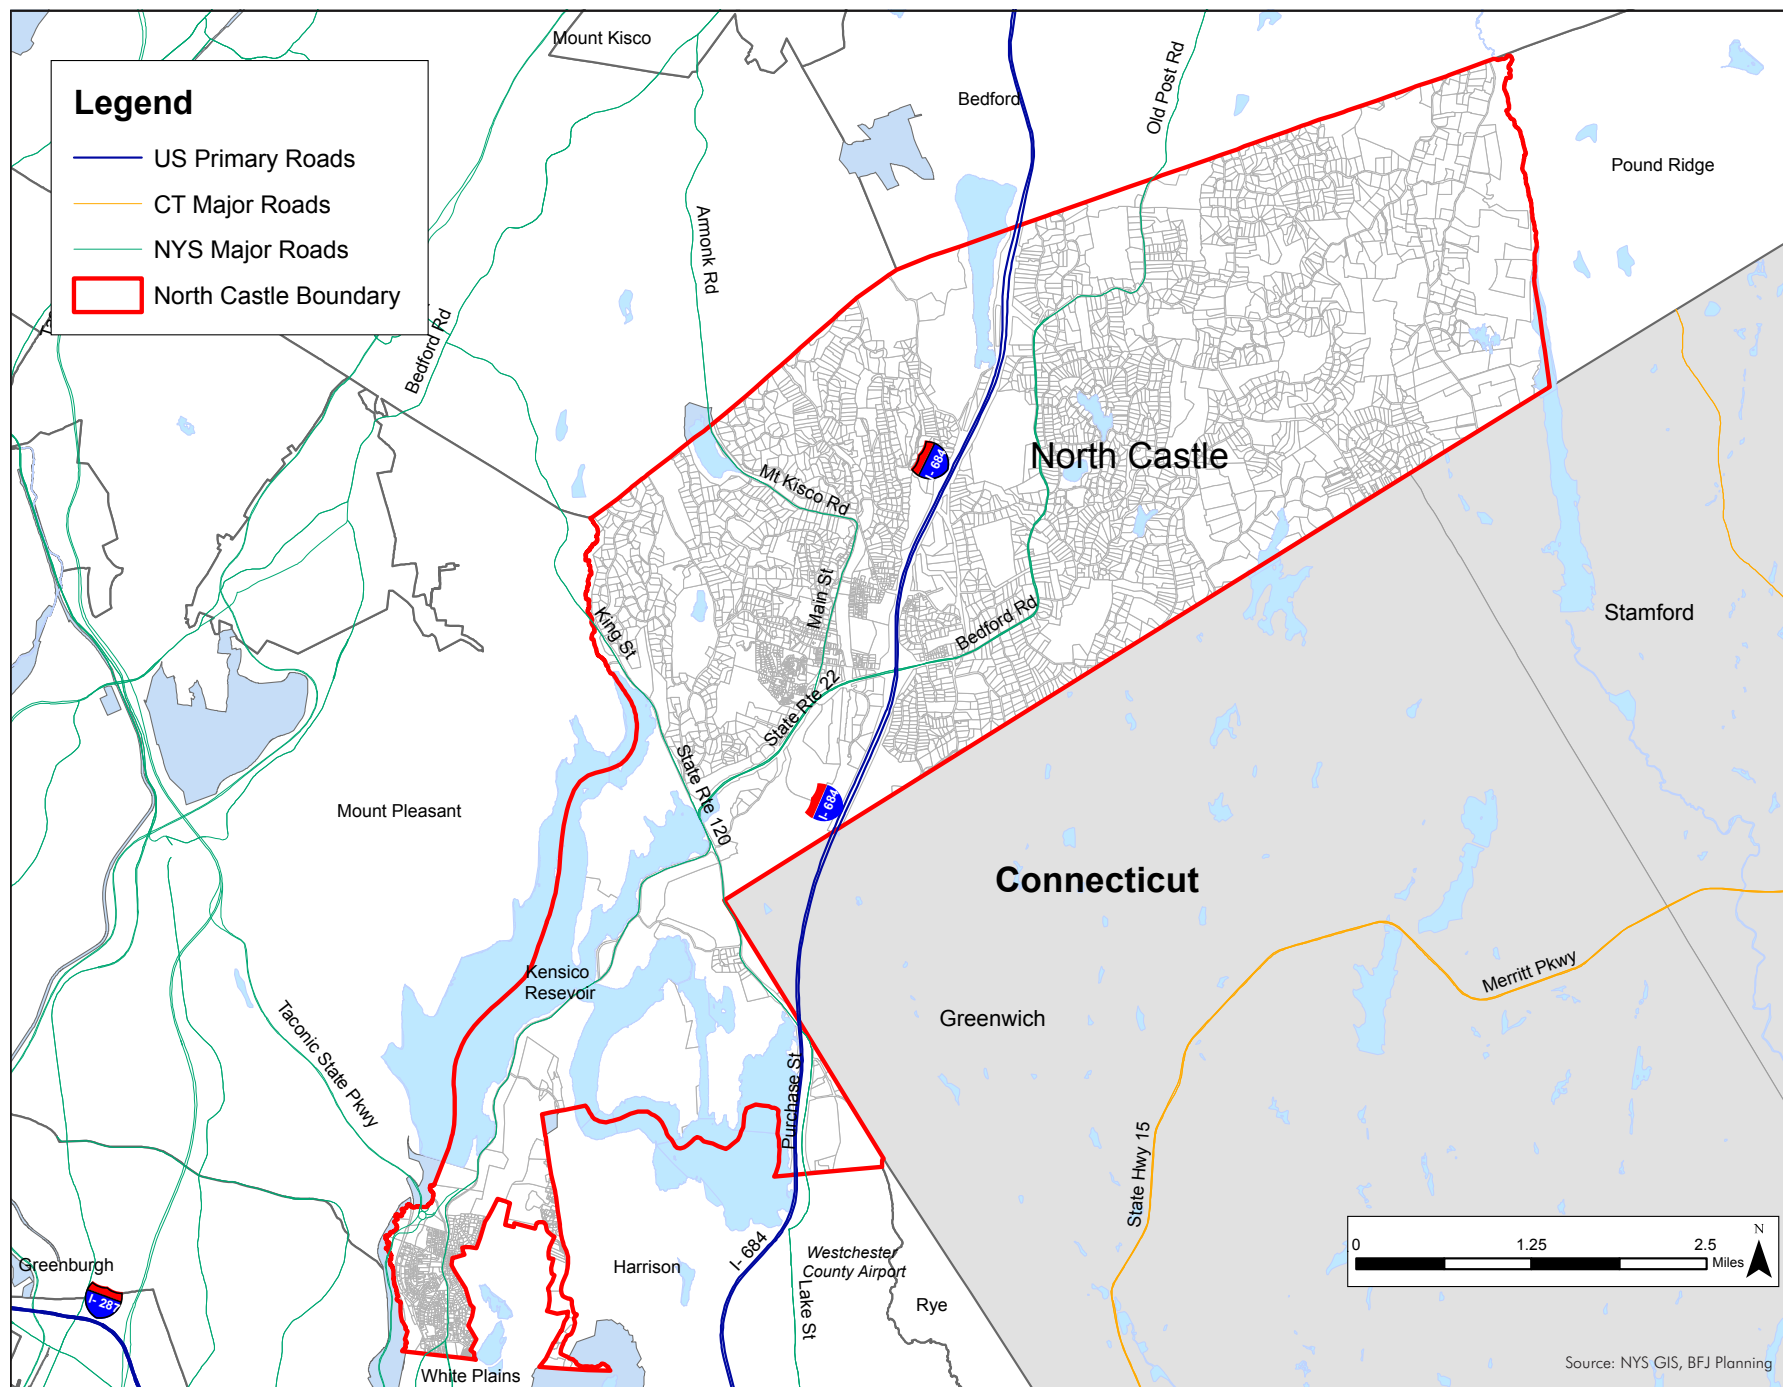 Mount Kisco
Bedford
Old Post Rd
Pound Ridge
Legend
US Primary Roads
CT Major Roads
NYS Major Roads
North Castle Boundary
Armonk Rd
Bedford Rd
I- 684
North Castle
Mt Kisco Rd
Main St
King St
Bedford Rd
Stamford
State Rte 22
State Rte 120
I- 684
Mount Pleasant
Connecticut
Kensico
Resevoir
Merritt Pkwy
Greenwich
Taconic State Pkwy
Purchase St
State Hwy 15
Greenburgh
I- 287
Harrison
I- 684
Westchester
County Airport
Lake St
Rye
White Plains
0 1.25 2.5
Miles
N
Source: NYS GIS, BFJ Planning